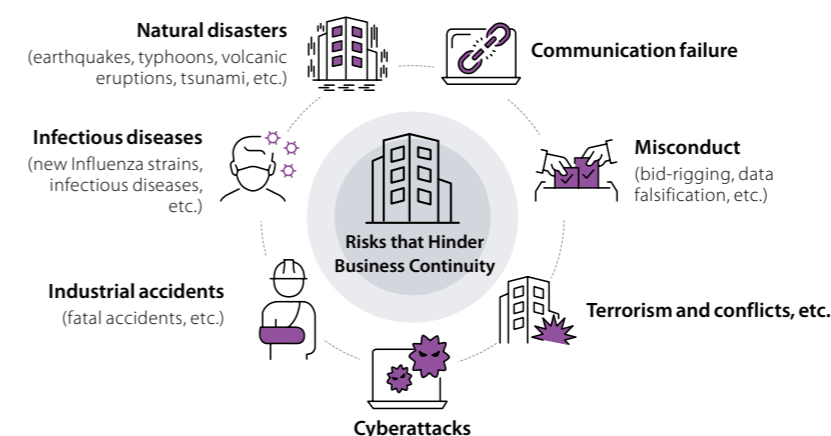 Natural disasters
(earthquakes, typhoons, volcanic
eruptions, tsunami, etc.)
Communication failure
Infectious diseases
(new Influenza strains,
infectious diseases,
etc.)
Misconduct
(bid-rigging, data
falsification, etc.)
Risks that Hinder
Business Continuity
Industrial accidents
(fatal accidents, etc.)
Terrorism and conflicts, etc.
Cyberattacks